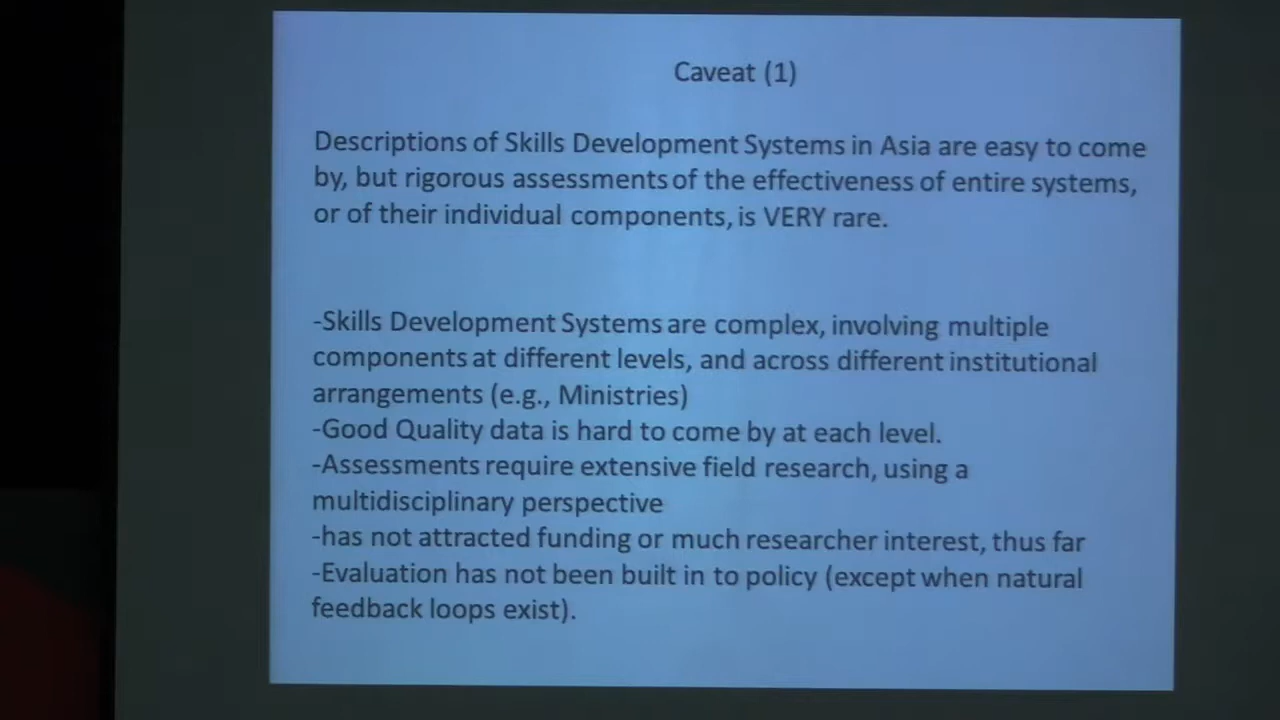 Caveat (1)
Descriptions of Skills Development Systems in Asia are easy to come
by, but rigorous assessments of the effectiveness of entire systems,
or of their individual components, is VERY rare.
-Skills Development Systems are complex, involving multiple
components at different levels, and across different institutional
arrangements (e.g., Ministries)
-Good Quality data is hard to come by at each level.
-Assessments require extensive field research, using a
multidisciplinary perspective
-has not attracted funding or much researcher interest, thus far
-Evaluation has not been built in to policy (except when natural
feedback loops exist).